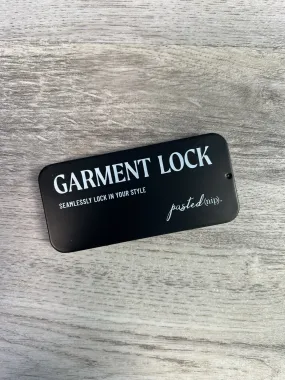 GARMENT LOCK
SEAMLESSLY LOCK IN YOUR STYLE
pasted